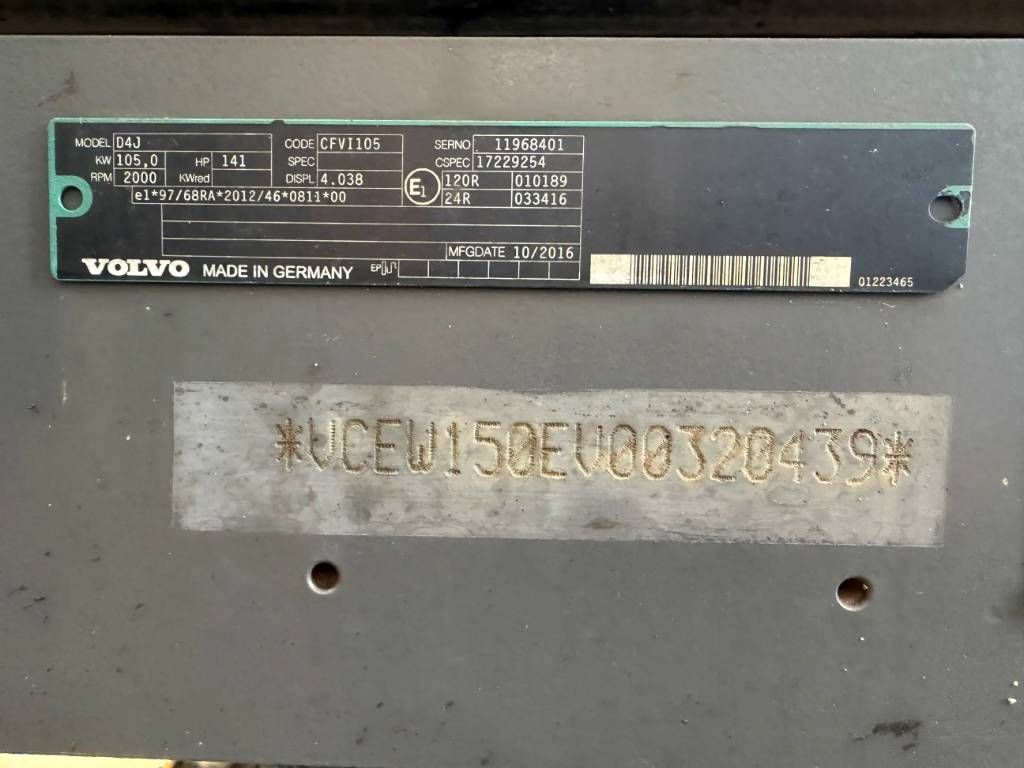 MODEL D4J CODE CFVI105 SERNO. 11968401
KW 105,0 HP 141 SPEC CSPEC 17229254
RPM 2000 KWred DISPL 4.038 E1 120R 010189
e1*97/68RA*2012/46*0811*00 24R 033416
MFGDATE 10/2016
VOLVO MADE IN GERMANY EP 01223465
*VCEW150EV00320439*